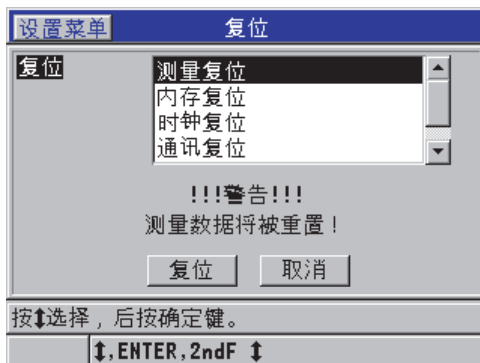 设置菜单 复位
复位
测量复位
内存复位
时钟复位
通讯复位
!!!警告!!!
测量数据将被重置！
复位 取消
按⬍选择，后按确定键。
⬍,ENTER,2ndF ⬍